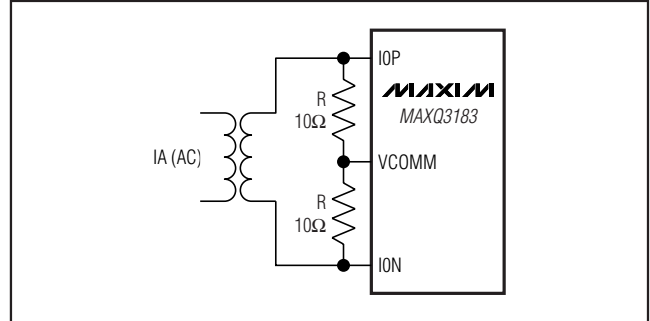 I0P
MAXIM
R
10Ω
MAXQ3183
IA (AC)
VCOMM
R
10Ω
I0N